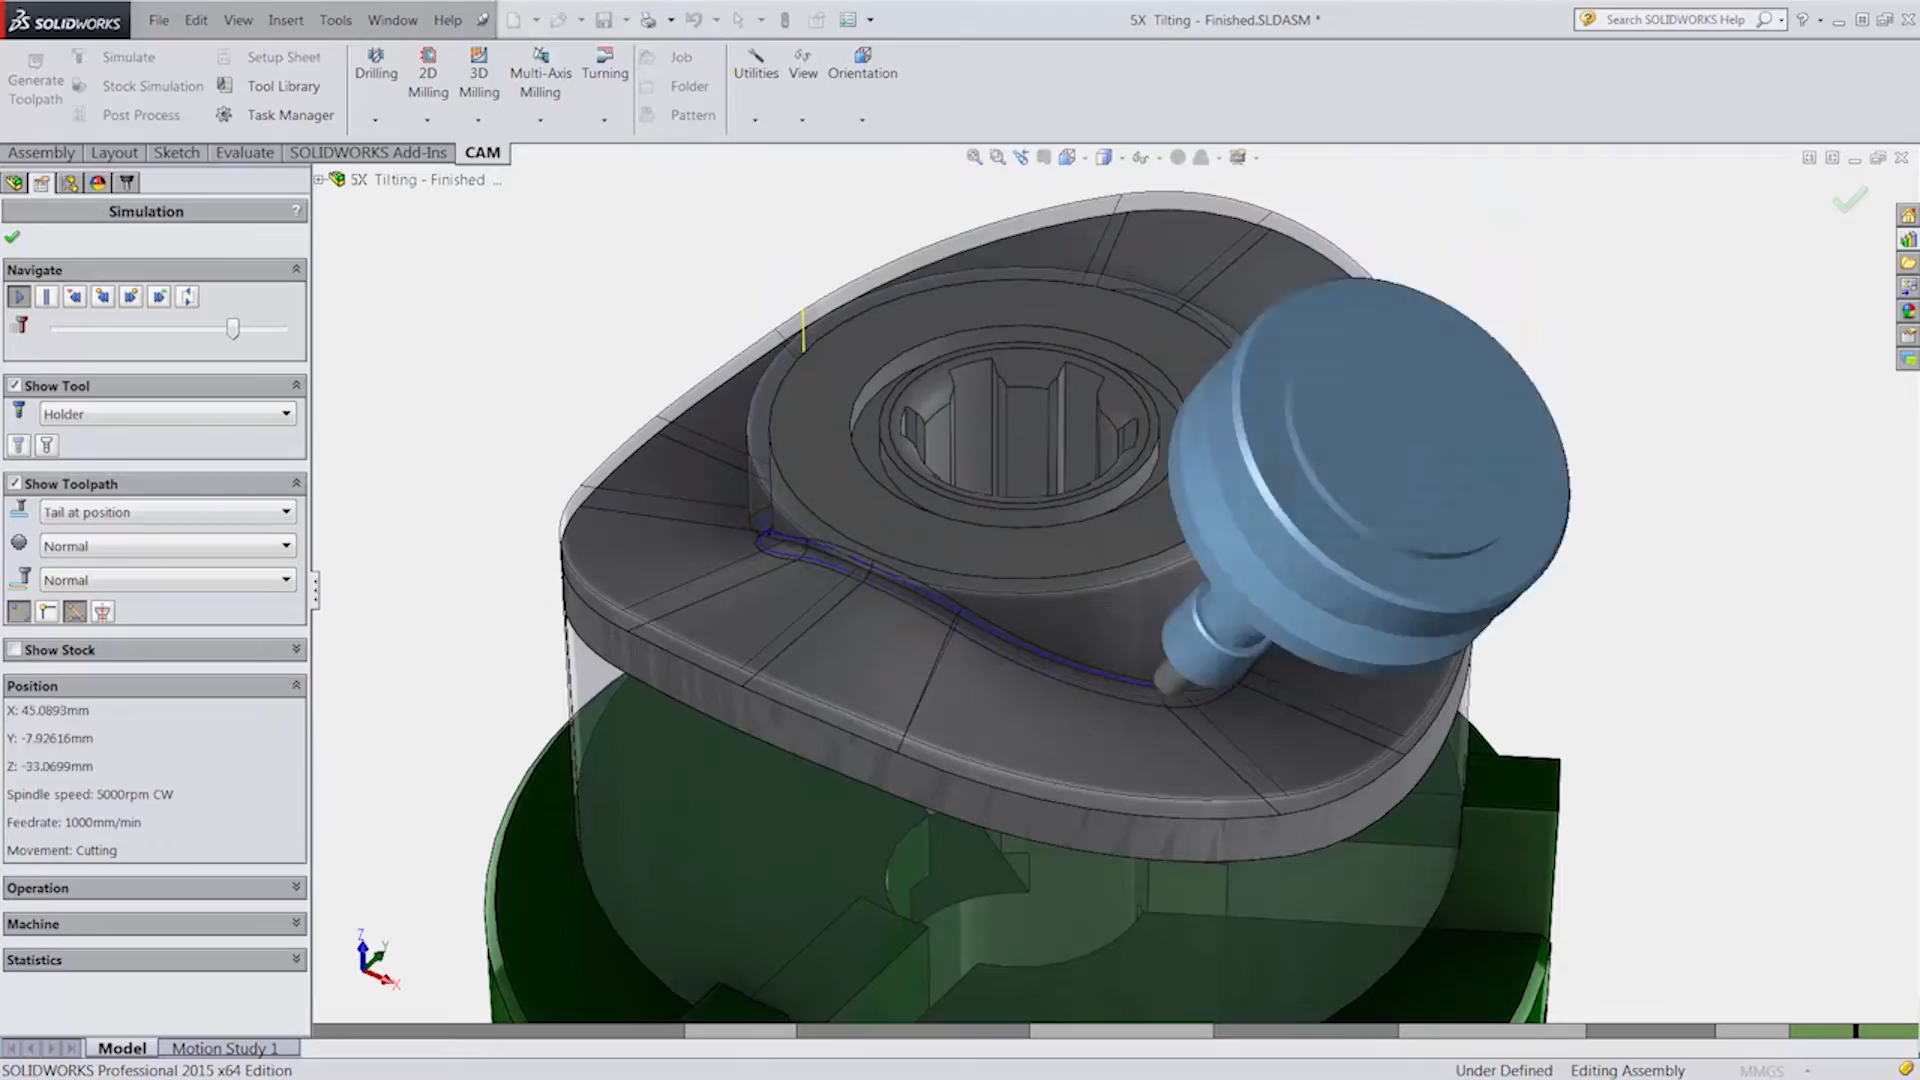 SOLIDWORKS File Edit View Insert Tools Window Help 5X Tilting - Finished.SLDASM * Search SOLIDWORKS Help
Generate Toolpath
Simulate
Stock Simulation
Post Process
Setup Sheet
Tool Library
Task Manager
Drilling
2D Milling
3D Milling
Multi-Axis Milling
Turning
Job
Folder
Pattern
Utilities
View
Orientation
Assembly Layout Sketch Evaluate SOLIDWORKS Add-Ins CAM
5X Tilting - Finished ...
Simulation ?
Navigate
Show Tool
Holder
Show Toolpath
Tail at position
Normal
Normal
Show Stock
Position
X: 45.0893mm
Y: -7.92616mm
Z: -33.0699mm
Spindle speed: 5000rpm CW
Feedrate: 1000mm/min
Movement: Cutting
Operation
Machine
Statistics
Z
Y
X
Model Motion Study 1
SOLIDWORKS Professional 2015 x64 Edition Under Defined Editing Assembly MMGS